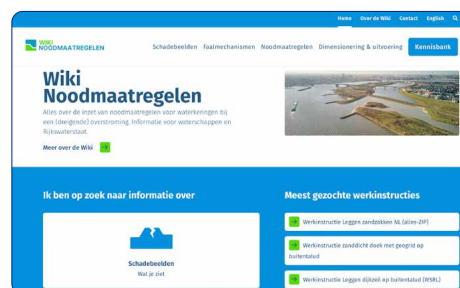 Home Over de Wiki Contact English
WIKI
NOODMAATREGELEN
Schadebeelden Faalmechanismen Noodmaatregelen Dimensionering & uitvoering Kennisbank
Wiki
Noodmaatregelen
Alles over de inzet van noodmaatregelen voor waterkeringen bij
een (dreigende) overstroming. Informatie voor waterschappen en
Rijkswaterstaat.
Meer over de Wiki
Ik ben op zoek naar informatie over
Schadebeelden
Wat je ziet
Meest gezochte werkinstructies
Werkinstructie Leggen zandzakken NL (alles-ZIP)
Werkinstructie zanddicht doek met geogrid op
buitentalud
Werkinstructie Leggen dijkzeil op buitentalud (WSRL)